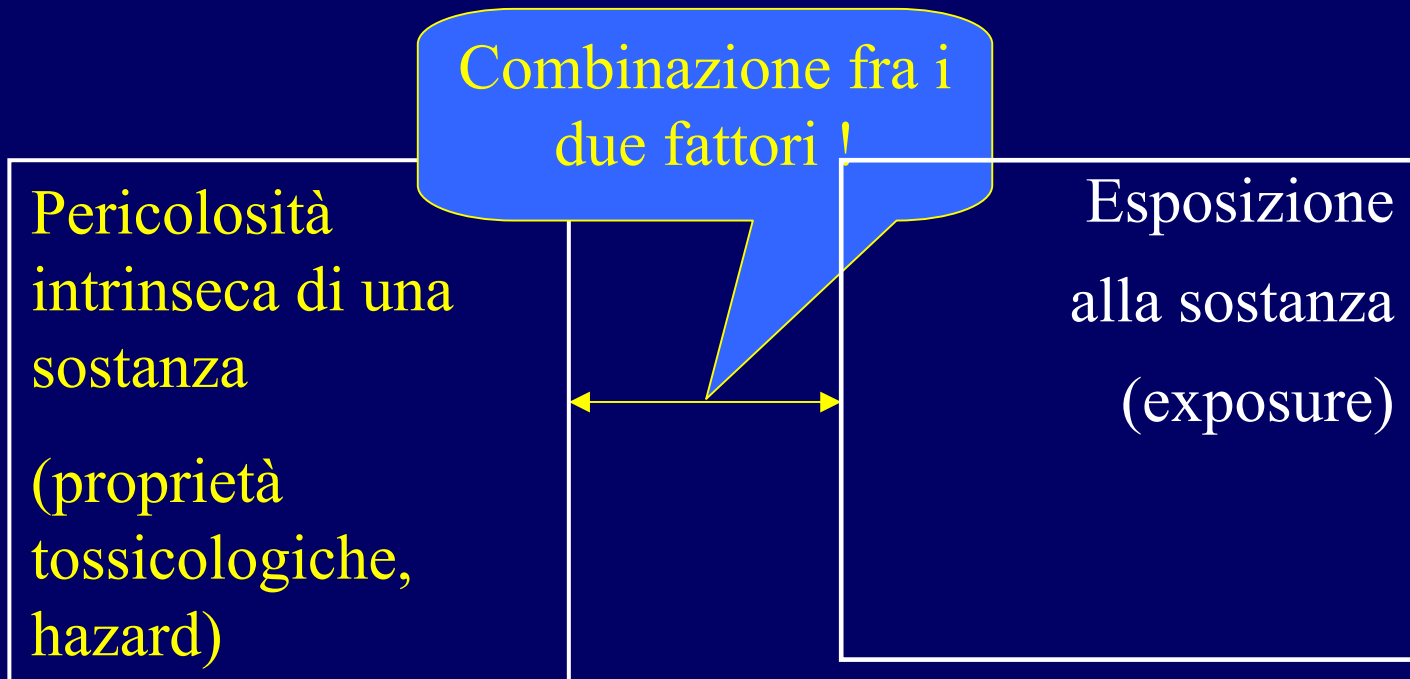 Combinazione fra i
due fattori !
Pericolosità
intrinseca di una
sostanza
(proprietà
tossicologiche,
hazard)
Esposizione
alla sostanza
(exposure)